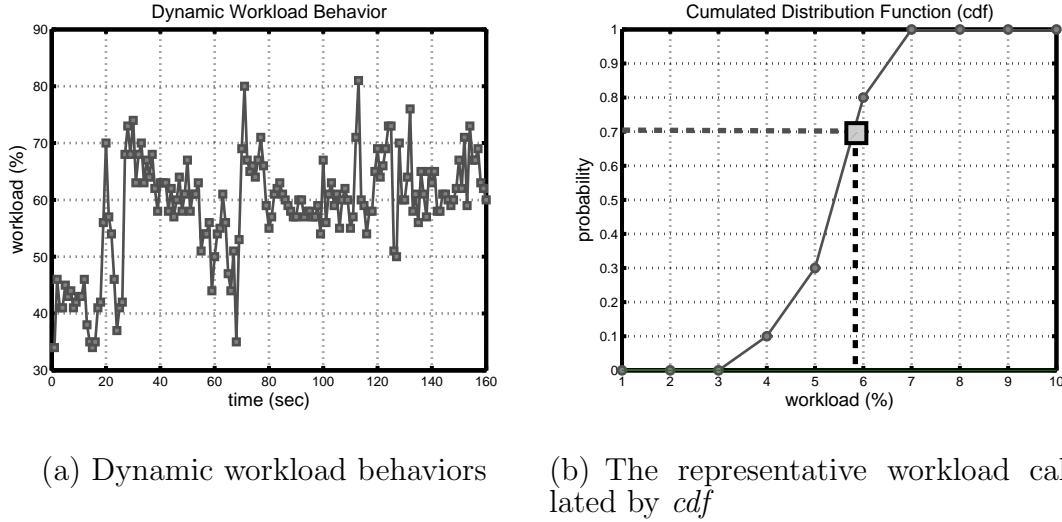 Dynamic Workload Behavior
90
80
70
60
50
40
30
workload (%)
0 20 40 60 80 100 120 140 160
time (sec)
(a) Dynamic workload behaviors
Cumulated Distribution Function (cdf)
1
0.9
0.8
0.7
0.6
0.5
0.4
0.3
0.2
0.1
0
probability
1 2 3 4 5 6 7 8 9 10
workload (%)
(b) The representative workload cal
lated by cdf